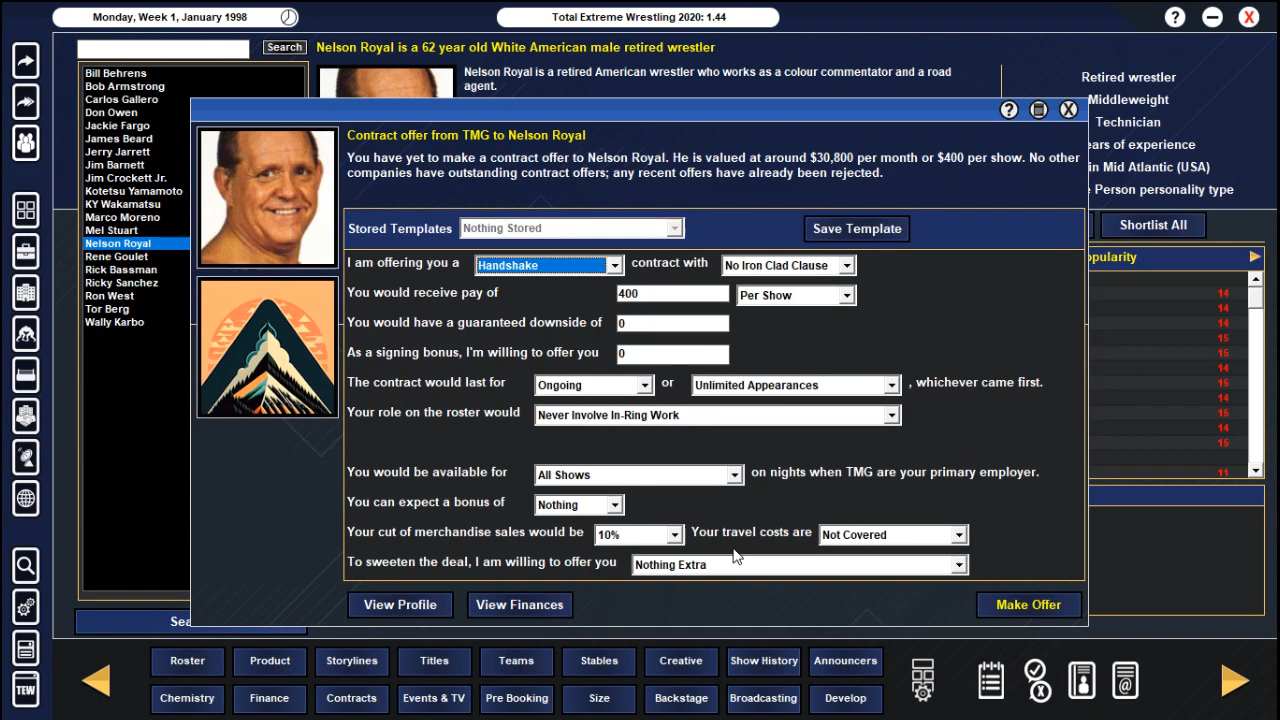 Monday, Week 1, January 1998
Total Extreme Wrestling 2020: 1.44
?
X
Search
Nelson Royal is a 62 year old White American male retired wrestler
Bill Behrens
Bob Armstrong
Carlos Gallero
Don Owen
Jackie Fargo
James Beard
Jerry Jarrett
Jim Barnett
Jim Crockett Jr.
Kotetsu Yamamoto
KY Wakamatsu
Marco Moreno
Mel Stuart
Nelson Royal
Rene Goulet
Rick Bassman
Ricky Sanchez
Ron West
Tor Berg
Wally Karbo
Nelson Royal is a retired American wrestler who works as a colour commentator and a road
agent.
Retired wrestler
Middleweight
Technician
ears of experience
in Mid Atlantic (USA)
e Person personality type
Shortlist All
opularity
14
14
14
15
15
14
15
14
15
14
15
11
?
X
Contract offer from TMG to Nelson Royal
You have yet to make a contract offer to Nelson Royal. He is valued at around $30,800 per month or $400 per show. No other
companies have outstanding contract offers; any recent offers have already been rejected.
Stored Templates Nothing Stored Save Template
I am offering you a Handshake contract with No Iron Clad Clause
You would receive pay of 400 Per Show
You would have a guaranteed downside of 0
As a signing bonus, I'm willing to offer you 0
The contract would last for Ongoing or Unlimited Appearances , whichever came first.
Your role on the roster would Never Involve In-Ring Work
You would be available for All Shows on nights when TMG are your primary employer.
You can expect a bonus of Nothing
Your cut of merchandise sales would be 10% Your travel costs are Not Covered
To sweeten the deal, I am willing to offer you Nothing Extra
View Profile View Finances Make Offer
Sea
Roster Product Storylines Titles Teams Stables Creative Show History Announcers
Chemistry Finance Contracts Events & TV Pre Booking Size Backstage Broadcasting Develop
TEW